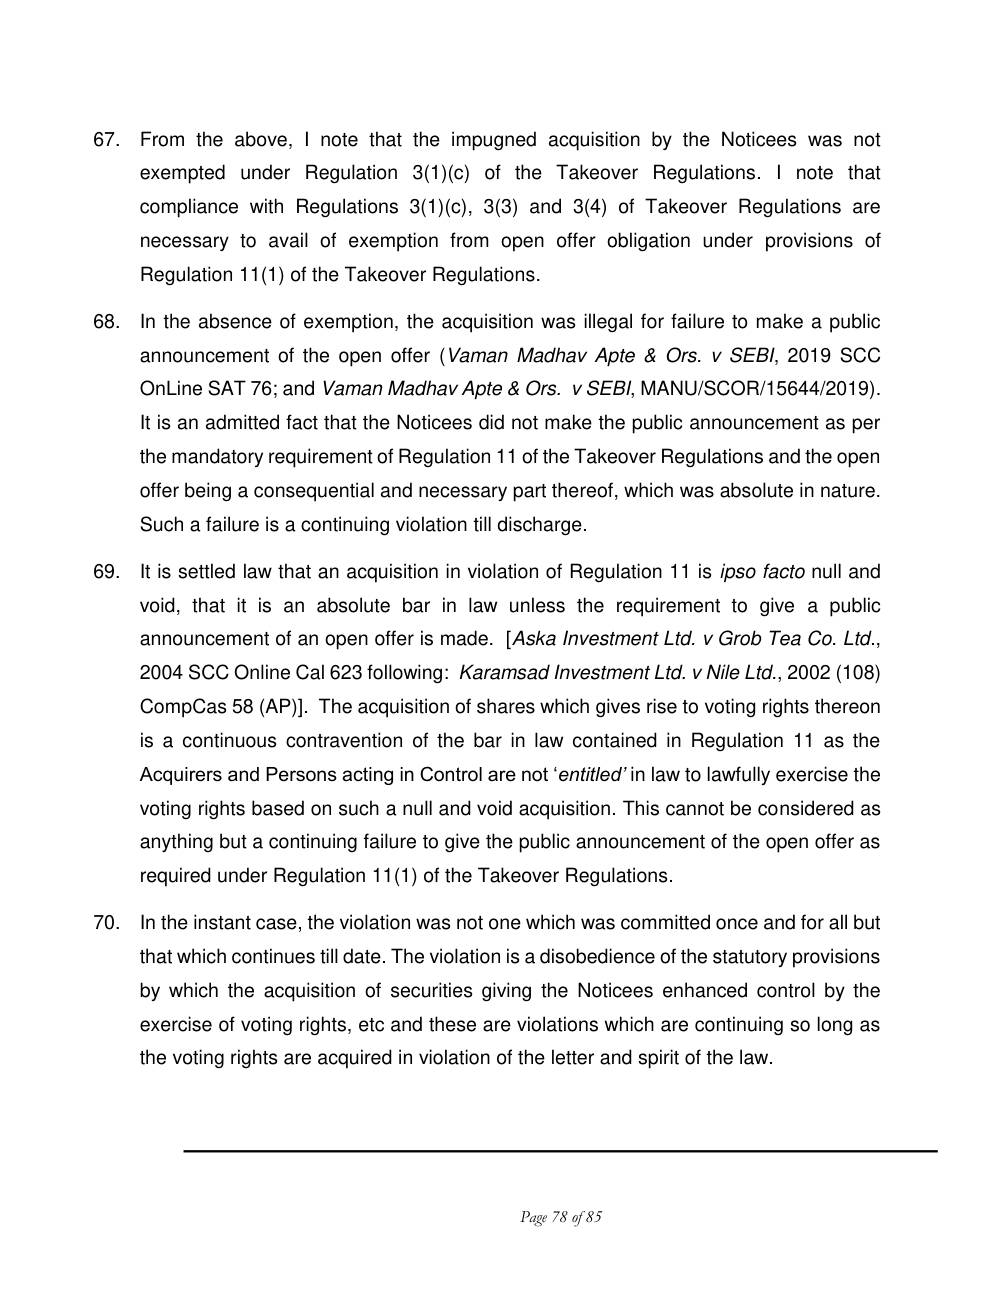 67. From the above, I note that the impugned acquisition by the Noticees was not
exempted under Regulation 3(1)(c) of the Takeover Regulations. I note that
compliance with Regulations 3(1)(c), 3(3) and 3(4) of Takeover Regulations are
necessary to avail of exemption from open offer obligation under provisions of
Regulation 11(1) of the Takeover Regulations.
68. In the absence of exemption, the acquisition was illegal for failure to make a public
announcement of the open offer (Vaman Madhav Apte & Ors. v SEBI, 2019 SCC
OnLine SAT 76; and Vaman Madhav Apte & Ors. v SEBI, MANU/SCOR/15644/2019).
It is an admitted fact that the Noticees did not make the public announcement as per
the mandatory requirement of Regulation 11 of the Takeover Regulations and the open
offer being a consequential and necessary part thereof, which was absolute in nature.
Such a failure is a continuing violation till discharge.
69. It is settled law that an acquisition in violation of Regulation 11 is ipso facto null and
void, that it is an absolute bar in law unless the requirement to give a public
announcement of an open offer is made. [Aska Investment Ltd. v Grob Tea Co. Ltd.,
2004 SCC Online Cal 623 following: Karamsad Investment Ltd. v Nile Ltd., 2002 (108)
CompCas 58 (AP)]. The acquisition of shares which gives rise to voting rights thereon
is a continuous contravention of the bar in law contained in Regulation 11 as the
Acquirers and Persons acting in Control are not ‘entitled’ in law to lawfully exercise the
voting rights based on such a null and void acquisition. This cannot be considered as
anything but a continuing failure to give the public announcement of the open offer as
required under Regulation 11(1) of the Takeover Regulations.
70. In the instant case, the violation was not one which was committed once and for all but
that which continues till date. The violation is a disobedience of the statutory provisions
by which the acquisition of securities giving the Noticees enhanced control by the
exercise of voting rights, etc and these are violations which are continuing so long as
the voting rights are acquired in violation of the letter and spirit of the law.
Page 78 of 85